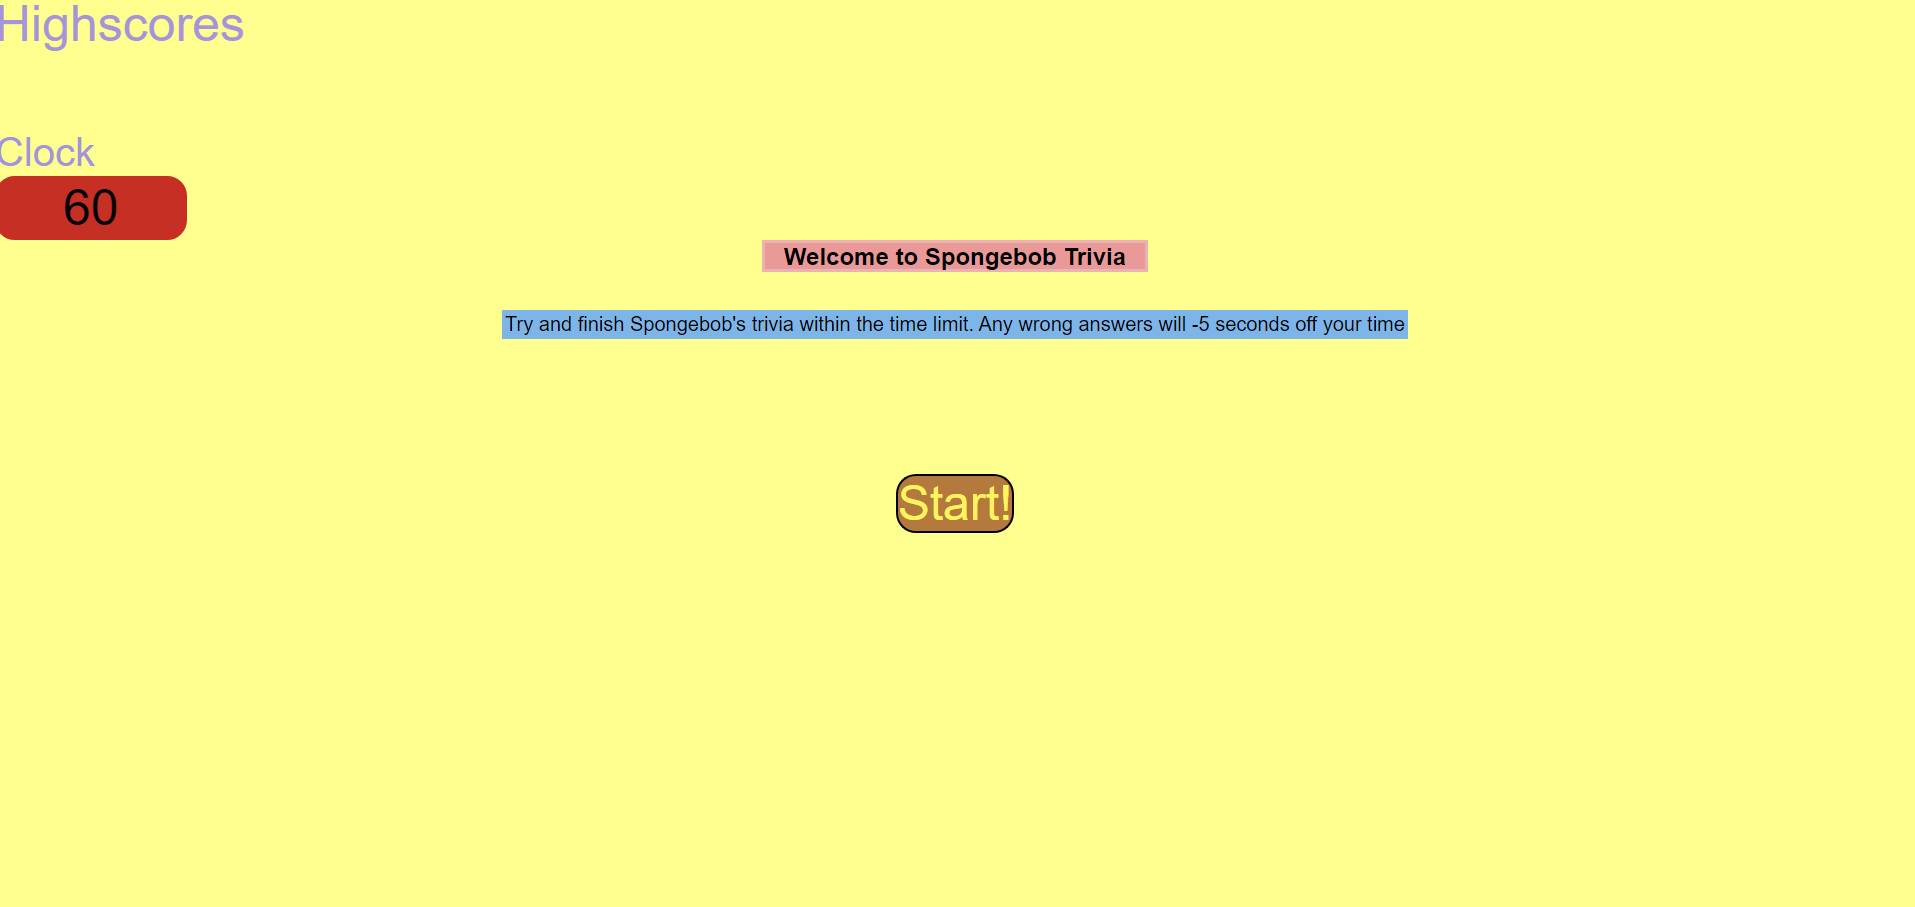 Highscores
Clock
60
Welcome to Spongebob Trivia
Try and finish Spongebob's trivia within the time limit. Any wrong answers will -5 seconds off your time
Start!